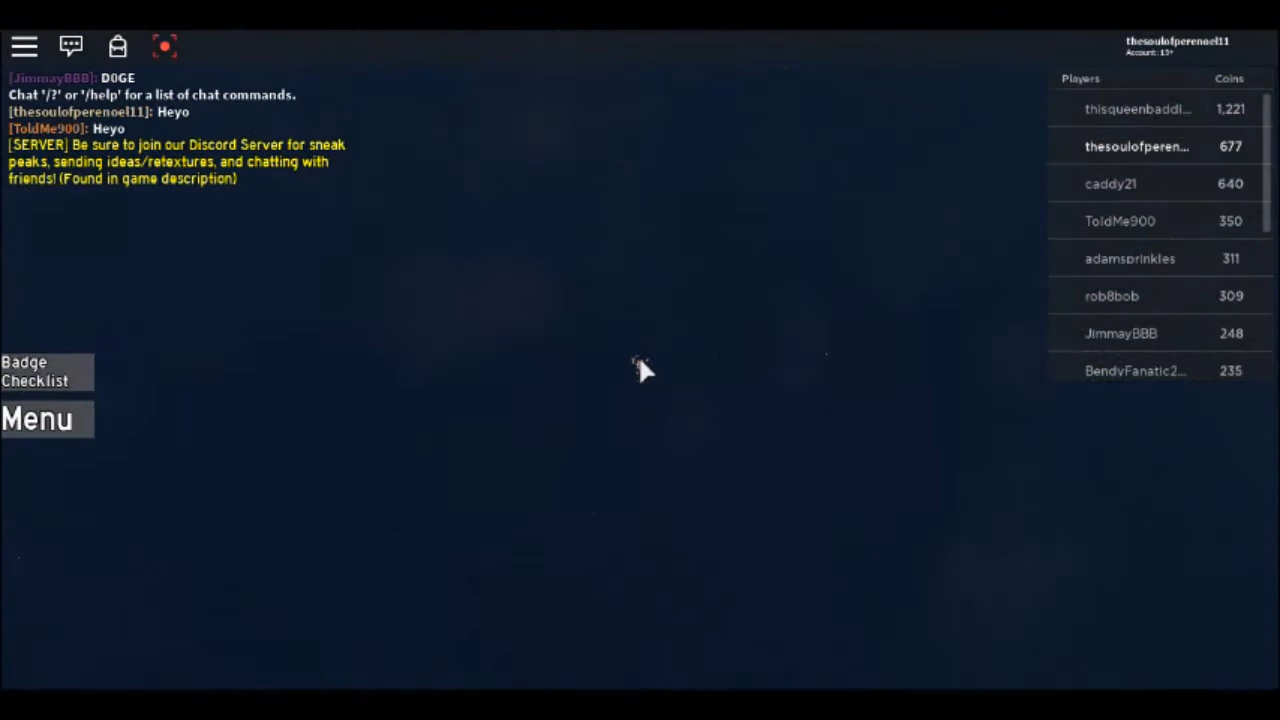 thesoulofperenoel11
Account: 13+
[JimmayBBB]: D0GE
Chat '/?' or '/help' for a list of chat commands.
[thesoulofperenoel11]: Heyo
[ToldMe900]: Heyo
[SERVER] Be sure to join our Discord Server for sneak
peaks, sending ideas/retextures, and chatting with
friends! (Found in game description)
Players Coins
thisqueenbaddi... 1,221
thesoulofperen... 677
caddy21 640
ToldMe900 350
adamsprinkles 311
rob8bob 309
JimmayBBB 248
BendyFanatic2... 235
Badge
Checklist
Menu